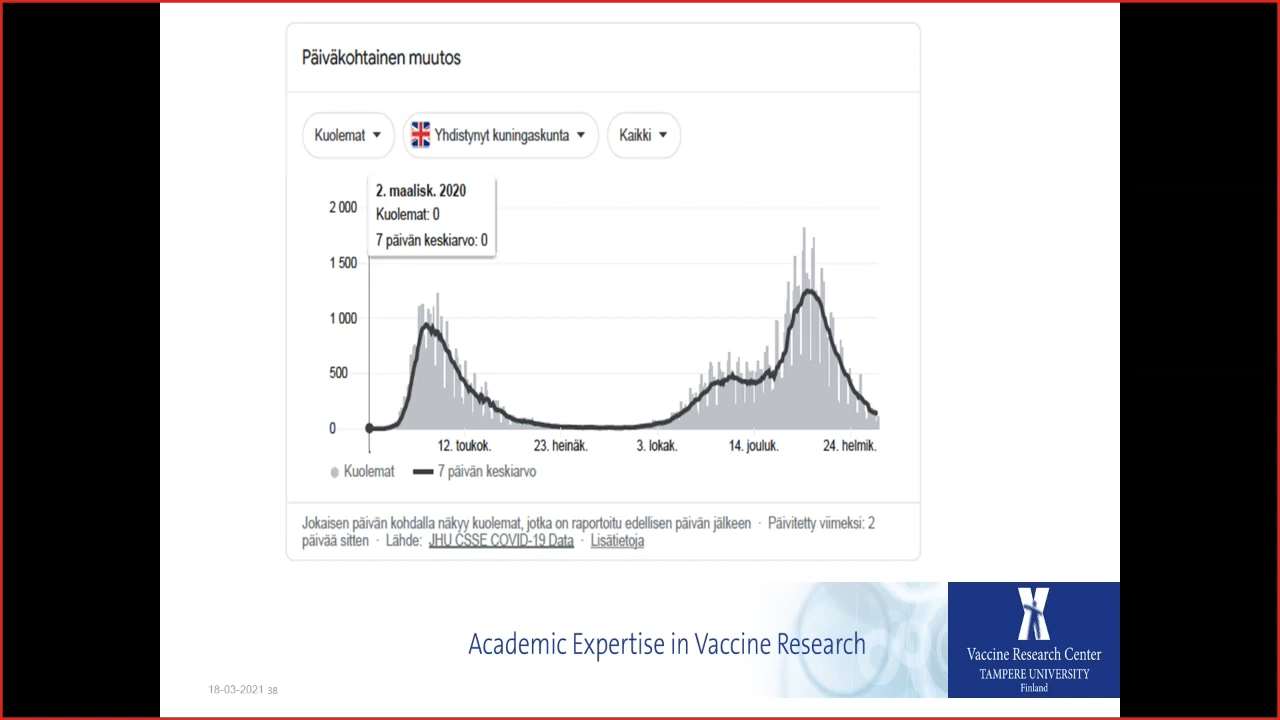 Päiväkohtainen muutos
Kuolemat
Yhdistynyt kuningaskunta
Kaikki
2. maalisk. 2020
Kuolemat: 0
7 päivän keskiarvo: 0
2 000
1 500
1 000
500
0
12. toukok.
23. heinäk.
3. lokak.
14. jouluk.
24. helmik.
Kuolemat
7 päivän keskiarvo
Jokaisen päivän kohdalla näkyy kuolemat, jotka on raportoitu edellisen päivän jälkeen · Päivitetty viimeksi: 2
päivää sitten · Lähde: JHU CSSE COVID-19 Data · Lisätietoja
Academic Expertise in Vaccine Research
Vaccine Research Center
TAMPERE UNIVERSITY
Finland
18-03-2021 38